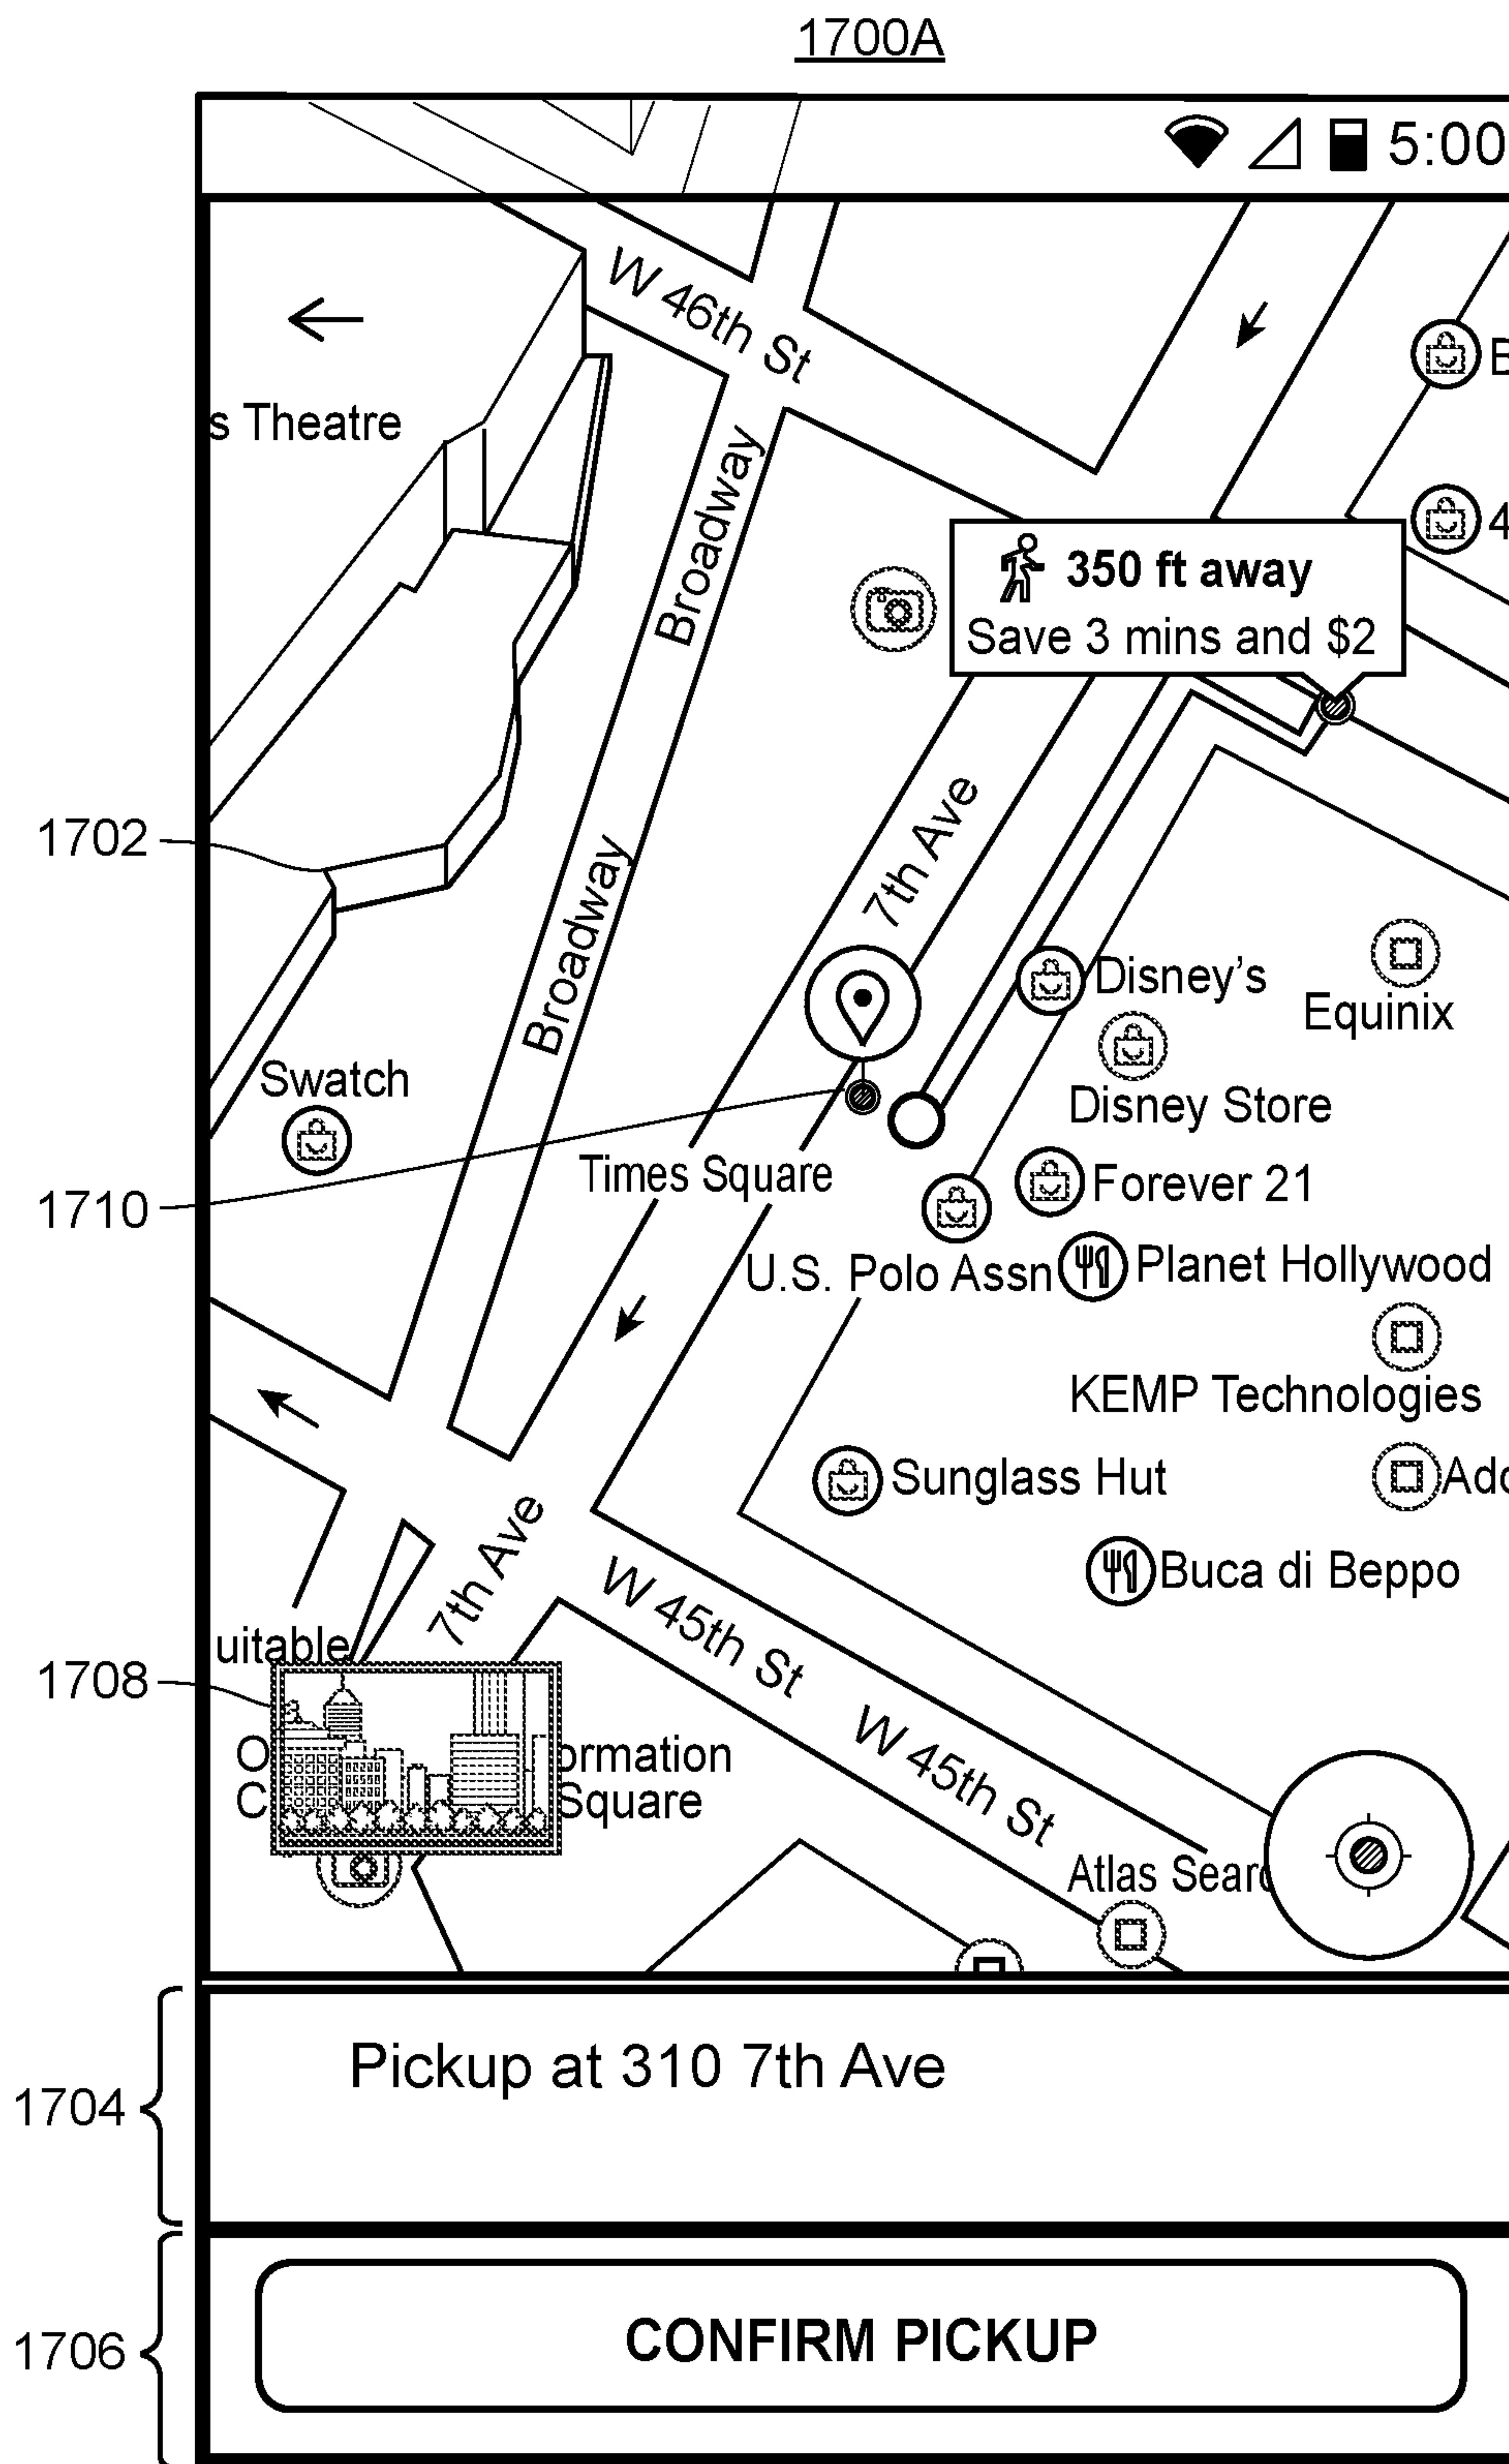 1700A
5:00
W 46th St
s Theatre
B
4
Broadway
350 ft away
Save 3 mins and $2
7th Ave
1702
Broadway
Disney's
Equinix
Swatch
Disney Store
1710
Times Square
Forever 21
U.S. Polo Assn
Planet Hollywood
KEMP Technologies
Sunglass Hut
Add
7th Ave
Buca di Beppo
W 45th St
uitable
1708
W 45th St
O
ormation
C
Square
Atlas Searc
Pickup at 310 7th Ave
1704
CONFIRM PICKUP
1706